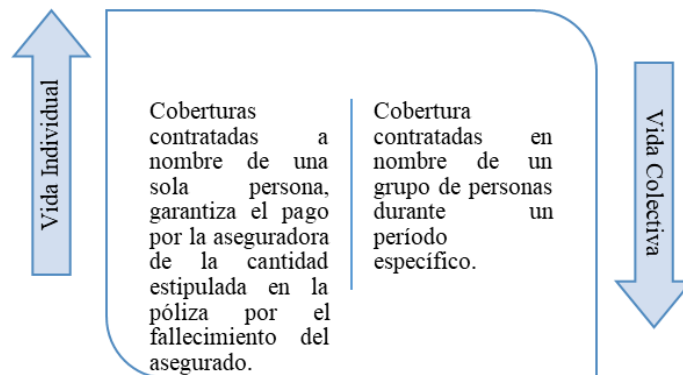 Vida Individual
Coberturas
contratadas a
nombre de una
sola persona,
garantiza el pago
por la aseguradora
de la cantidad
estipulada en la
póliza por el
fallecimiento del
asegurado.
Cobertura
contratadas en
nombre de un
grupo de personas
durante un
período
específico.
Vida Colectiva